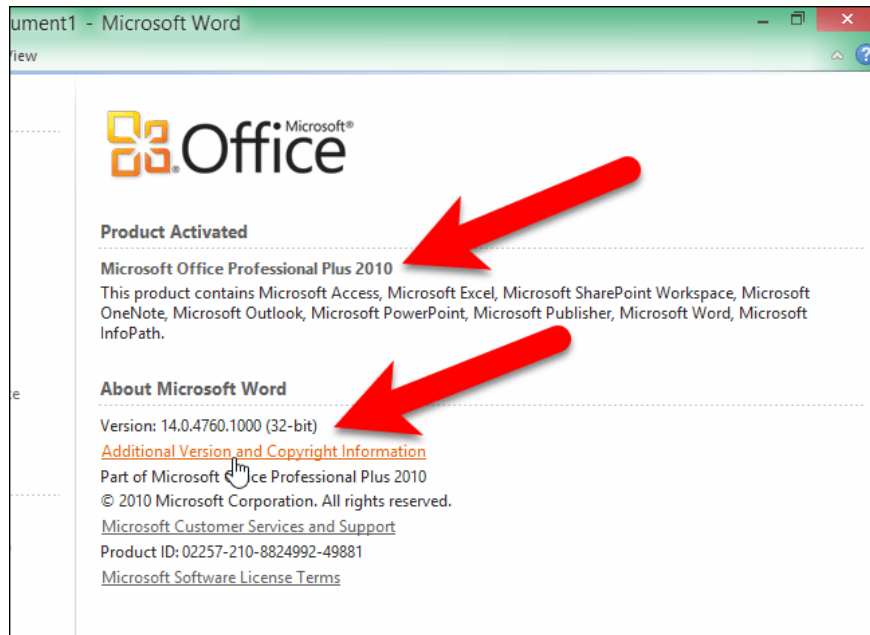 ument1 - Microsoft Word
View
Microsoft®
Office
Product Activated
Microsoft Office Professional Plus 2010
This product contains Microsoft Access, Microsoft Excel, Microsoft SharePoint Workspace, Microsoft
OneNote, Microsoft Outlook, Microsoft PowerPoint, Microsoft Publisher, Microsoft Word, Microsoft
InfoPath.
About Microsoft Word
Version: 14.0.4760.1000 (32-bit)
Additional Version and Copyright Information
Part of Microsoft Office Professional Plus 2010
© 2010 Microsoft Corporation. All rights reserved.
Microsoft Customer Services and Support
Product ID: 02257-210-8824992-49881
Microsoft Software License Terms